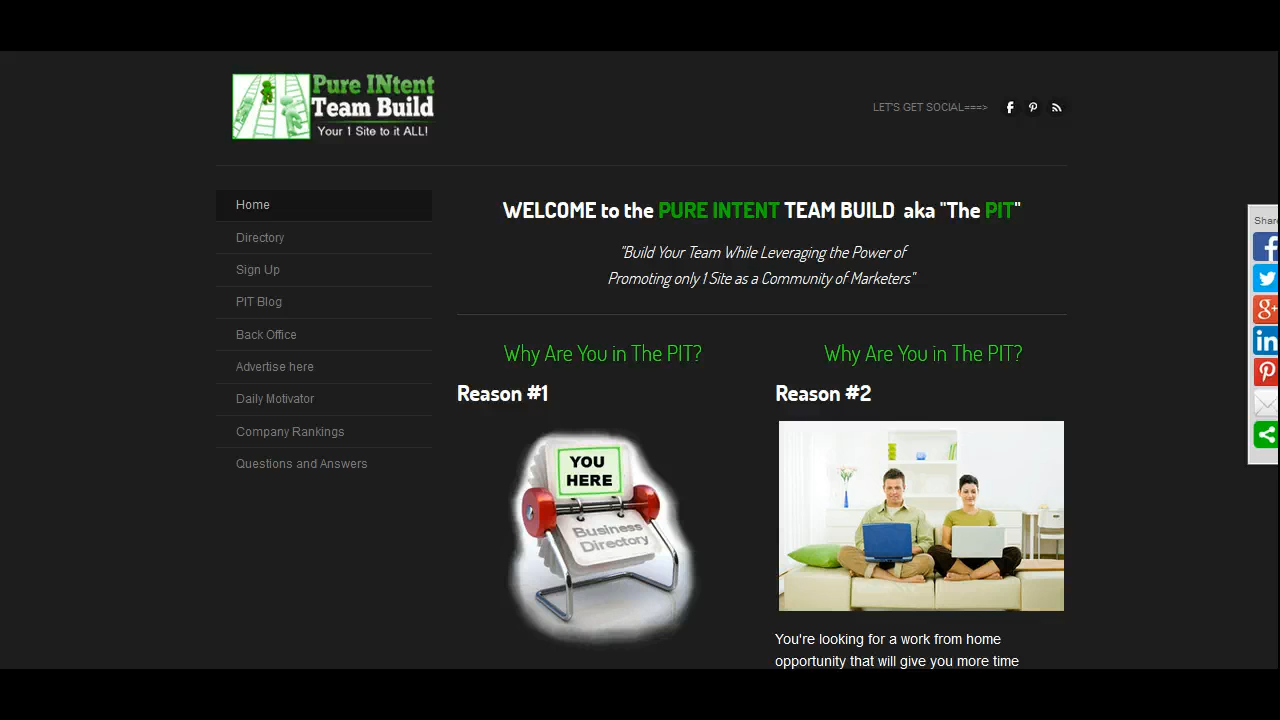 Pure INtent
Team Build
Your 1 Site to it ALL!
LET'S GET SOCIAL===>
Home
Directory
Sign Up
PIT Blog
Back Office
Advertise here
Daily Motivator
Company Rankings
Questions and Answers
WELCOME to the PURE INTENT TEAM BUILD aka "The PIT"
"Build Your Team While Leveraging the Power of
Promoting only 1 Site as a Community of Marketers"
Why Are You in The PIT?
Reason #1
YOU
HERE
Business
Directory
Why Are You in The PIT?
Reason #2
You're looking for a work from home
opportunity that will give you more time
Shar
f
g+
in